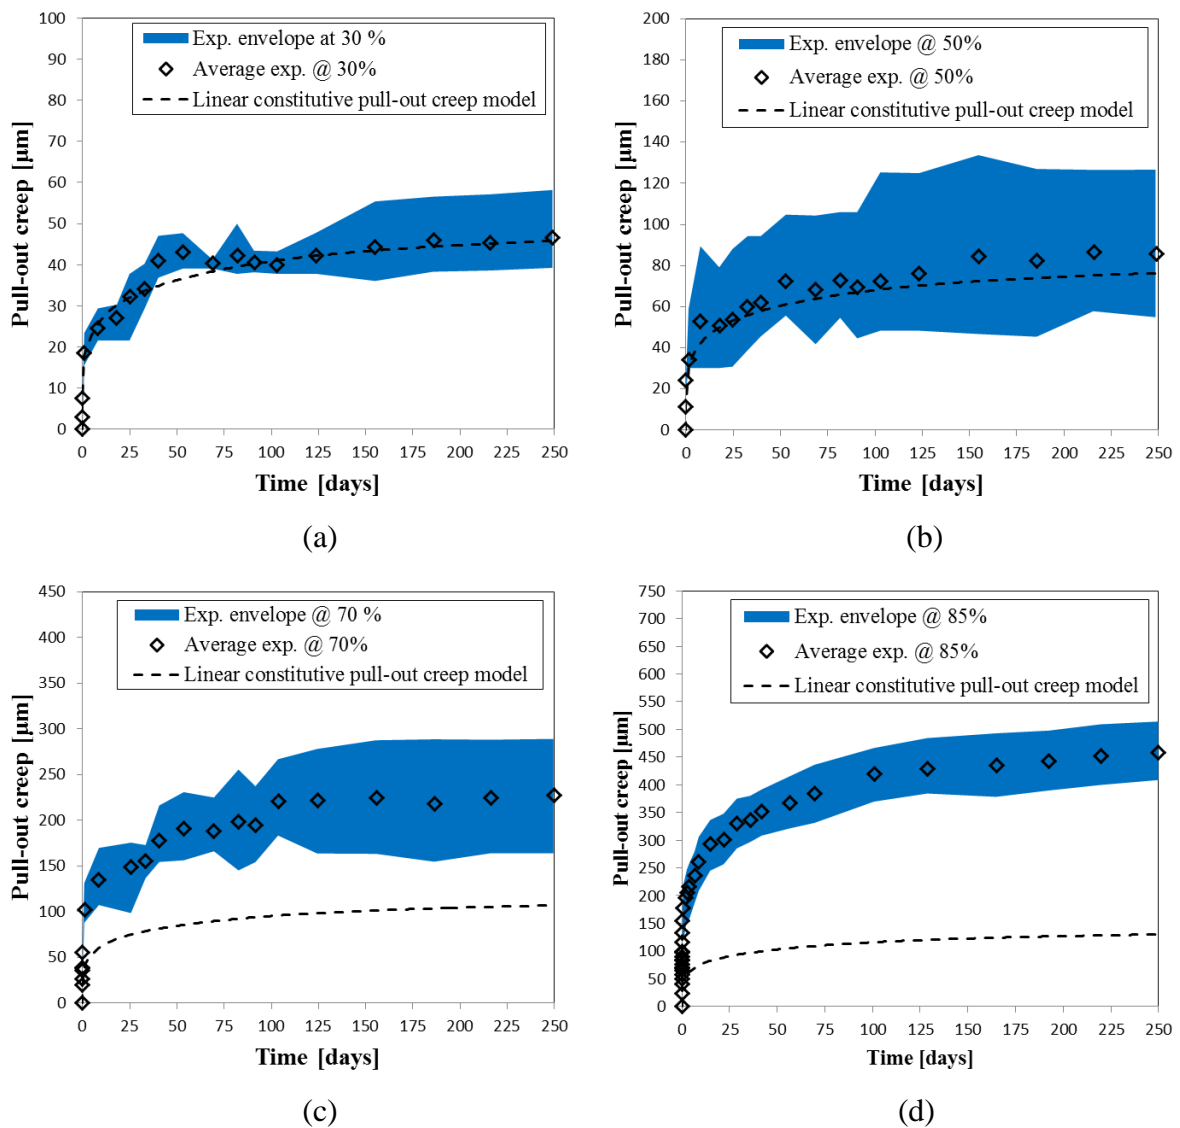 Exp. envelope at 30 %
Average exp. @ 30%
Linear constitutive pull-out creep model
Pull-out creep [µm]
100
90
80
70
60
50
40
30
20
10
0
0 25 50 75 100 125 150 175 200 225 250
Time [days]
(a)
Exp. envelope @ 50%
Average exp. @ 50%
Linear constitutive pull-out creep model
Pull-out creep [µm]
200
180
160
140
120
100
80
60
40
20
0
0 25 50 75 100 125 150 175 200 225 250
Time [days]
(b)
Exp. envelope @ 70 %
Average exp. @ 70%
Linear constitutive pull-out creep model
Pull-out creep [µm]
450
400
350
300
250
200
150
100
50
0
0 25 50 75 100 125 150 175 200 225 250
Time [days]
(c)
Exp. envelope @ 85%
Average exp. @ 85%
Linear constitutive pull-out creep model
Pull-out creep [µm]
750
700
650
600
550
500
450
400
350
300
250
200
150
100
50
0
0 25 50 75 100 125 150 175 200 225 250
Time [days]
(d)